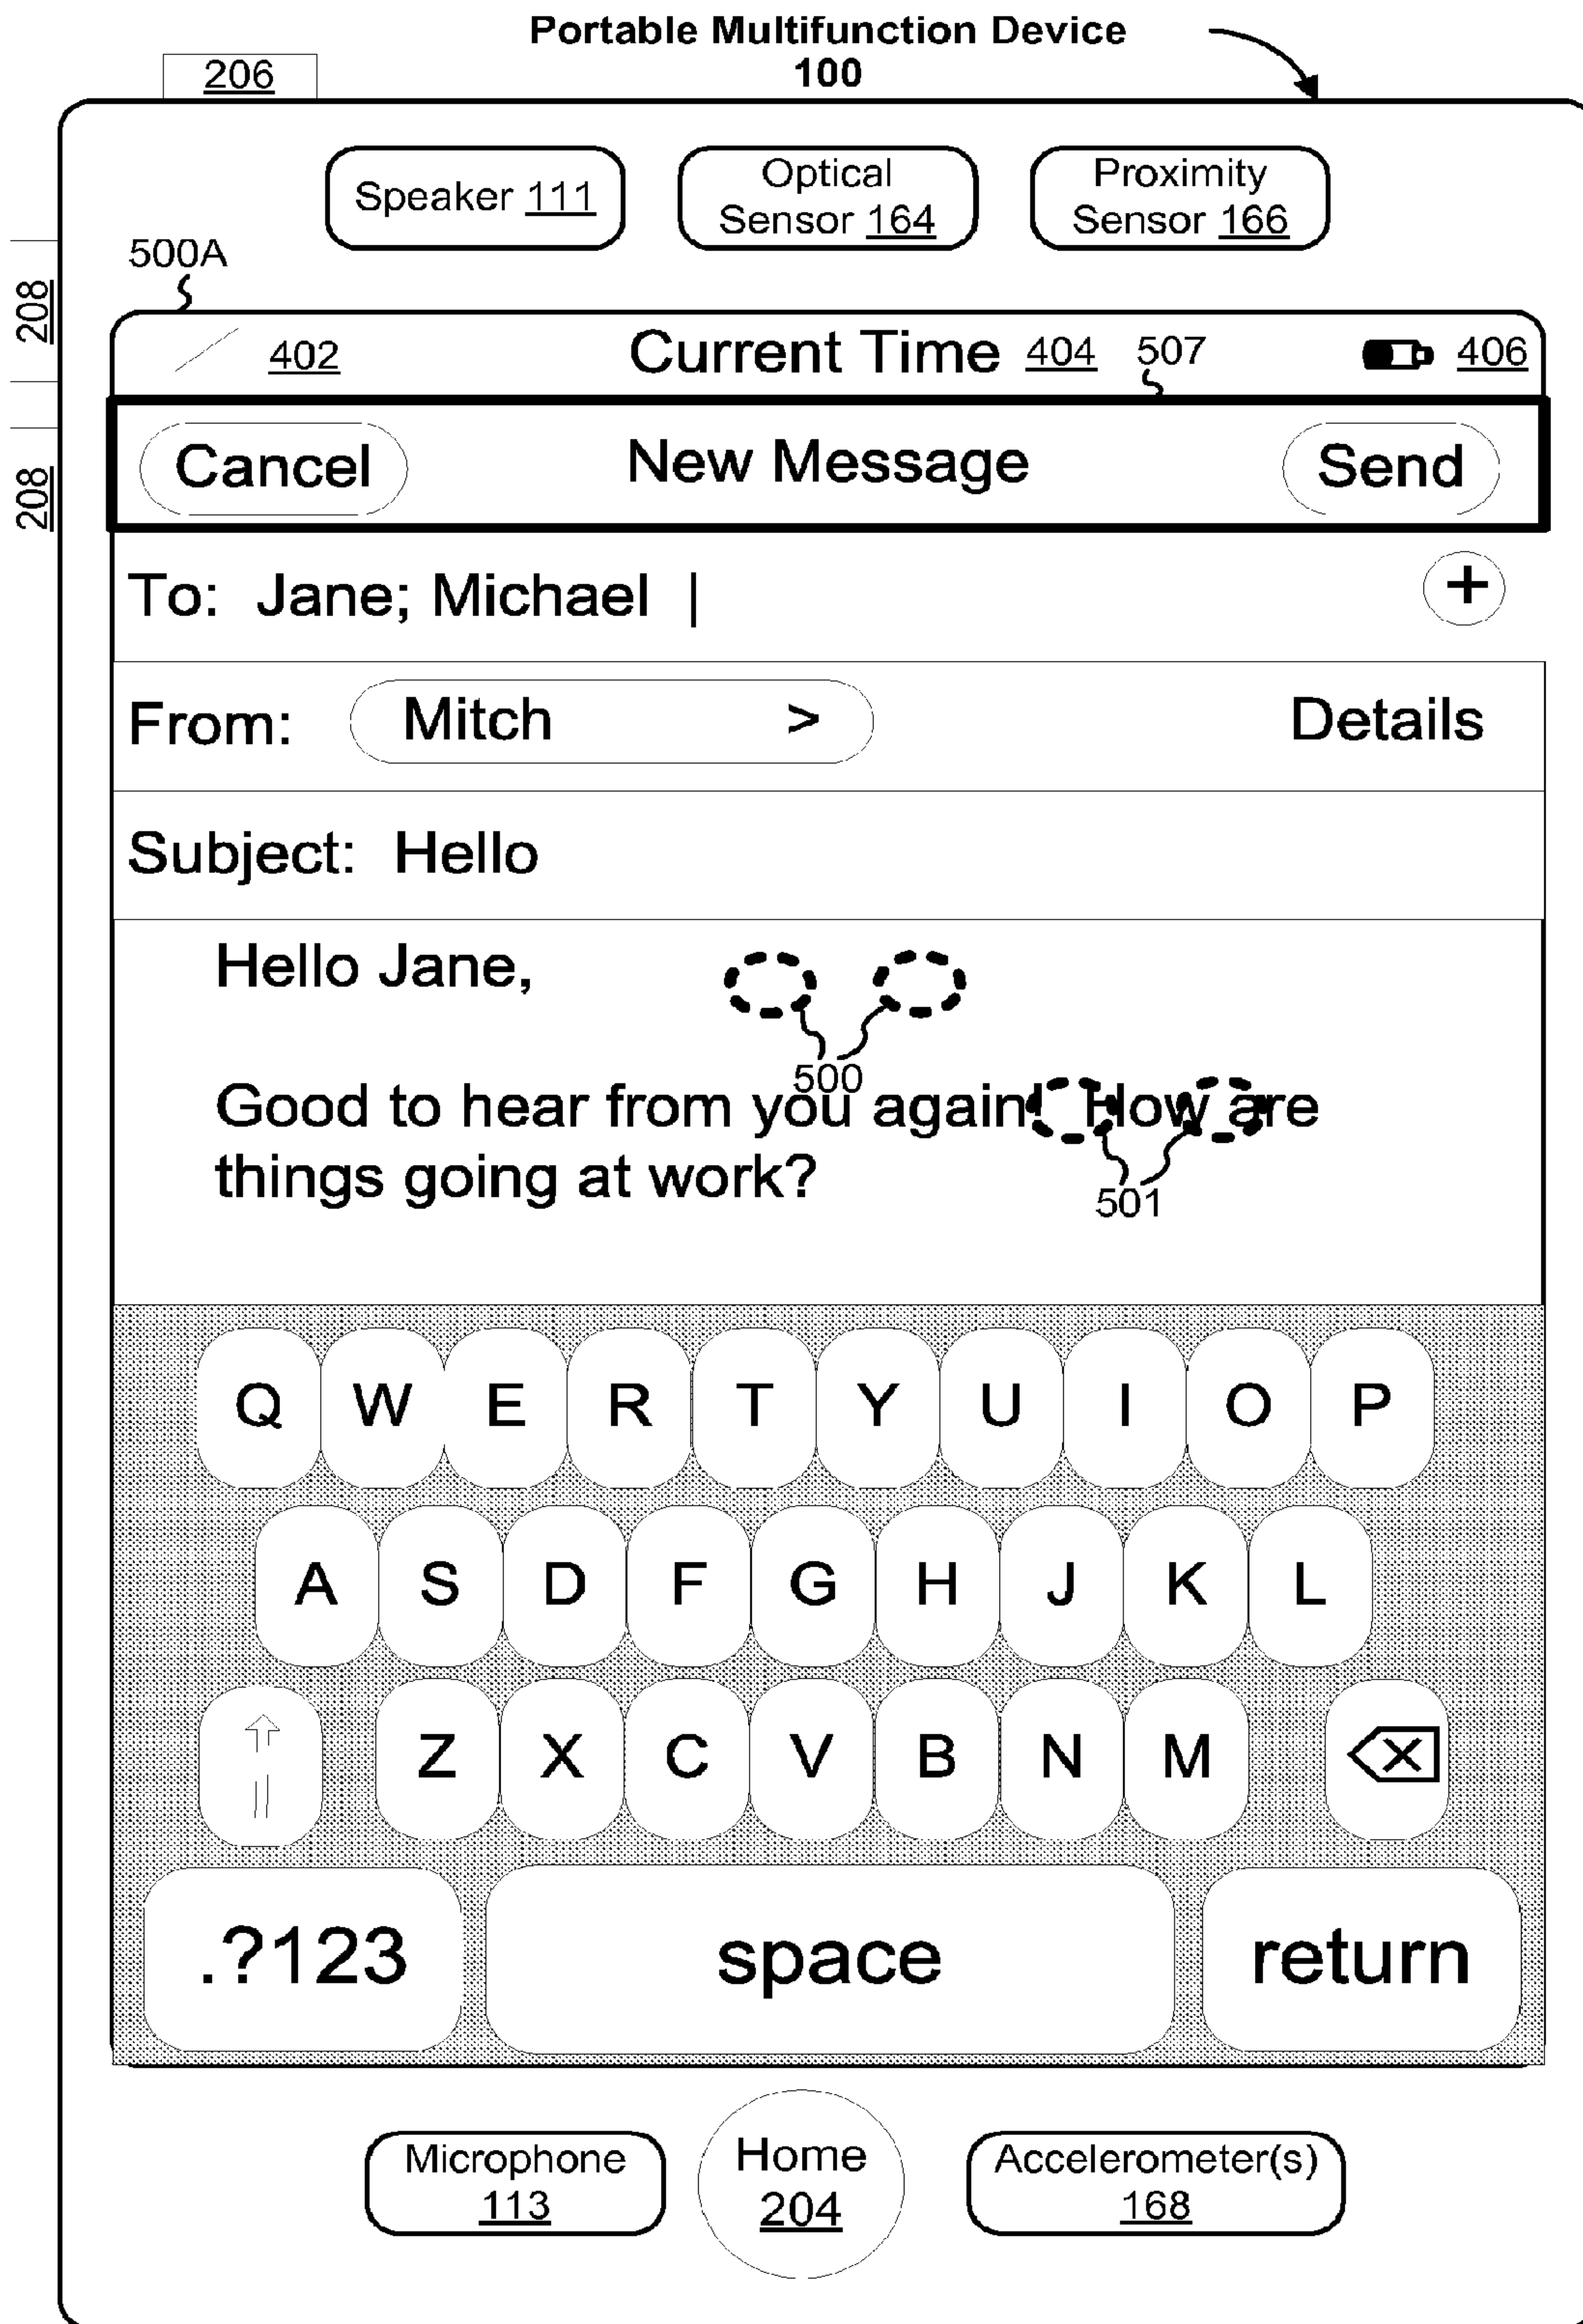 Portable Multifunction Device
100
206
Speaker 111
Optical
Sensor 164
Proximity
Sensor 166
208
208
500A
402 Current Time 404 507 406
Cancel New Message Send
To: Jane; Michael | +
From: Mitch > Details
Subject: Hello
Hello Jane,
500
Good to hear from you again! How are
things going at work?
501
Q W E R T Y U I O P
A S D F G H J K L
Z X C V B N M
.?123 space return
Microphone
113
Home
204
Accelerometer(s)
168